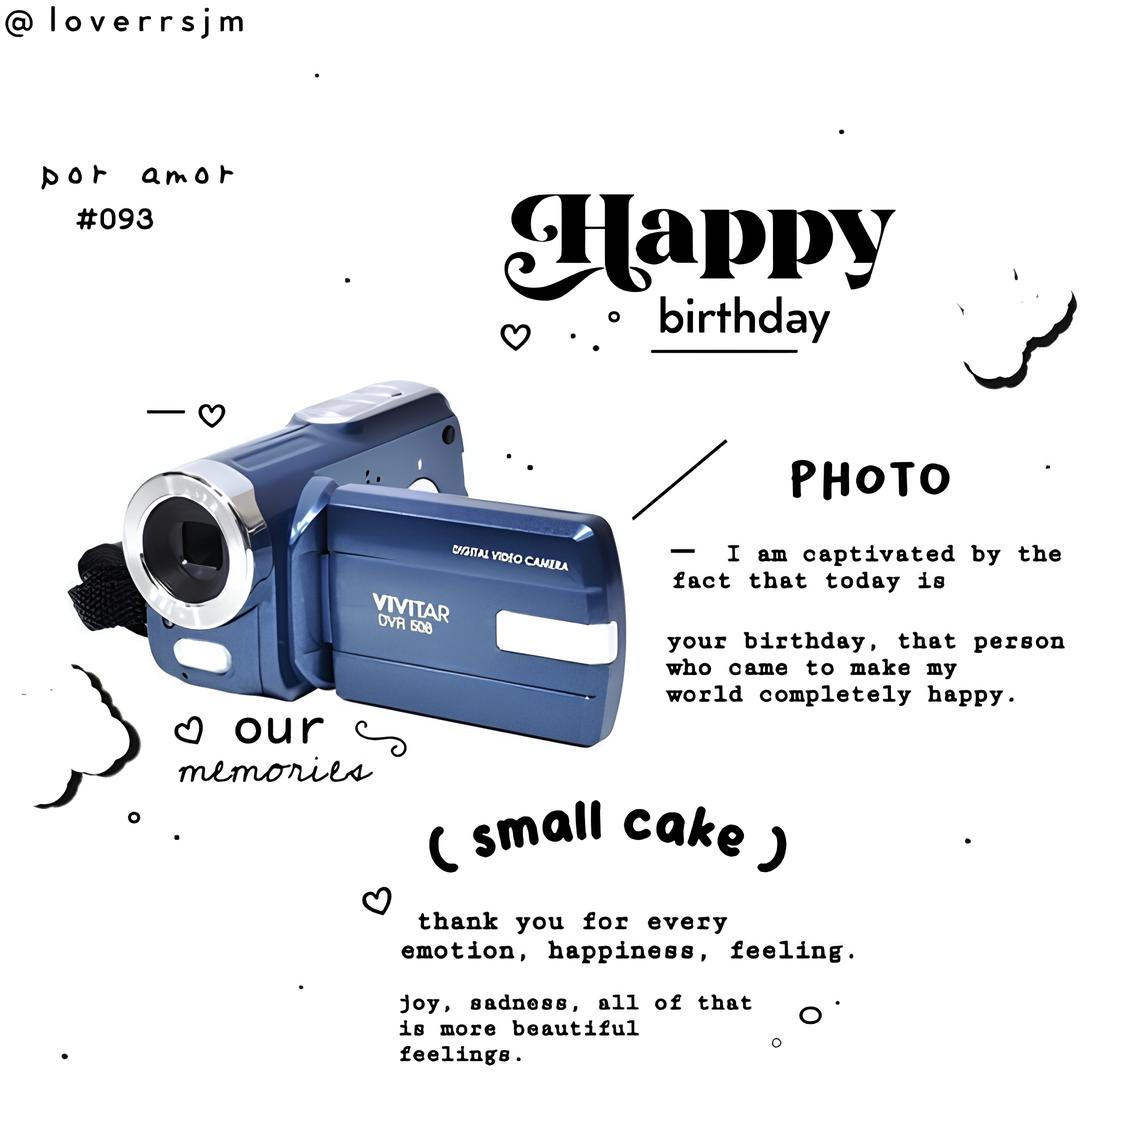 @loverrsjm
por amor
#093
Happy
birthday
PHOTO
— I am captivated by the
fact that today is
your birthday, that person
who came to make my
world completely happy.
DIGITAL VIDEO CAMERA
VIVITAR
DVR 508
our
memories
( small cake )
thank you for every
emotion, happiness, feeling.
joy, sadness, all of that
is more beautiful
feelings.